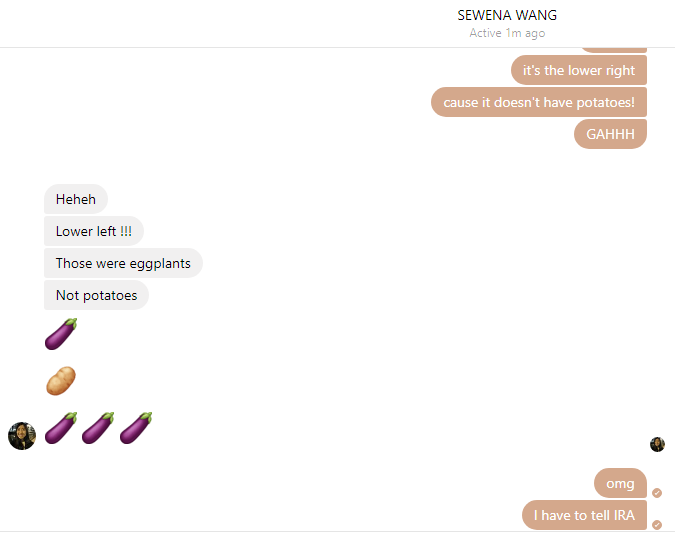 SEWENA WANG
Active 1m ago
it's the lower right
cause it doesn't have potatoes!
GAHHH
Heheh
Lower left !!!
Those were eggplants
Not potatoes
omg
I have to tell IRA